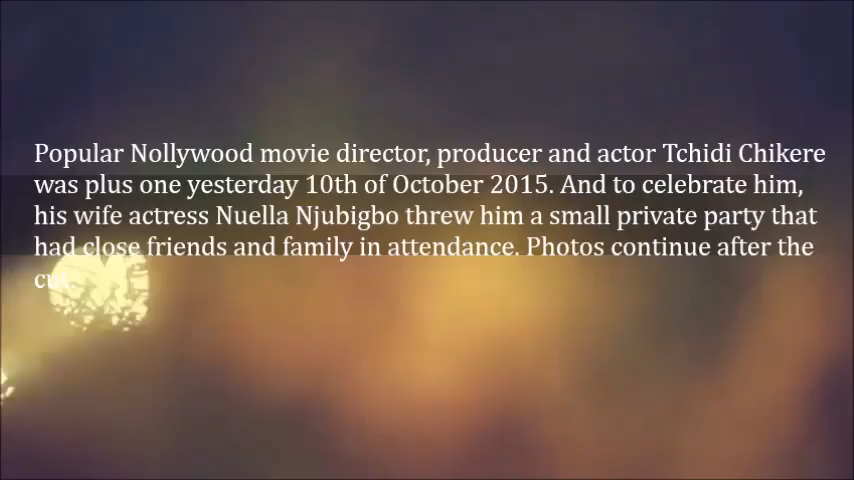 Popular Nollywood movie director, producer and actor Tchidi Chikere
was plus one yesterday 10th of October 2015. And to celebrate him,
his wife actress Nuella Njubigbo threw him a small private party that
had close friends and family in attendance. Photos continue after the
cut.